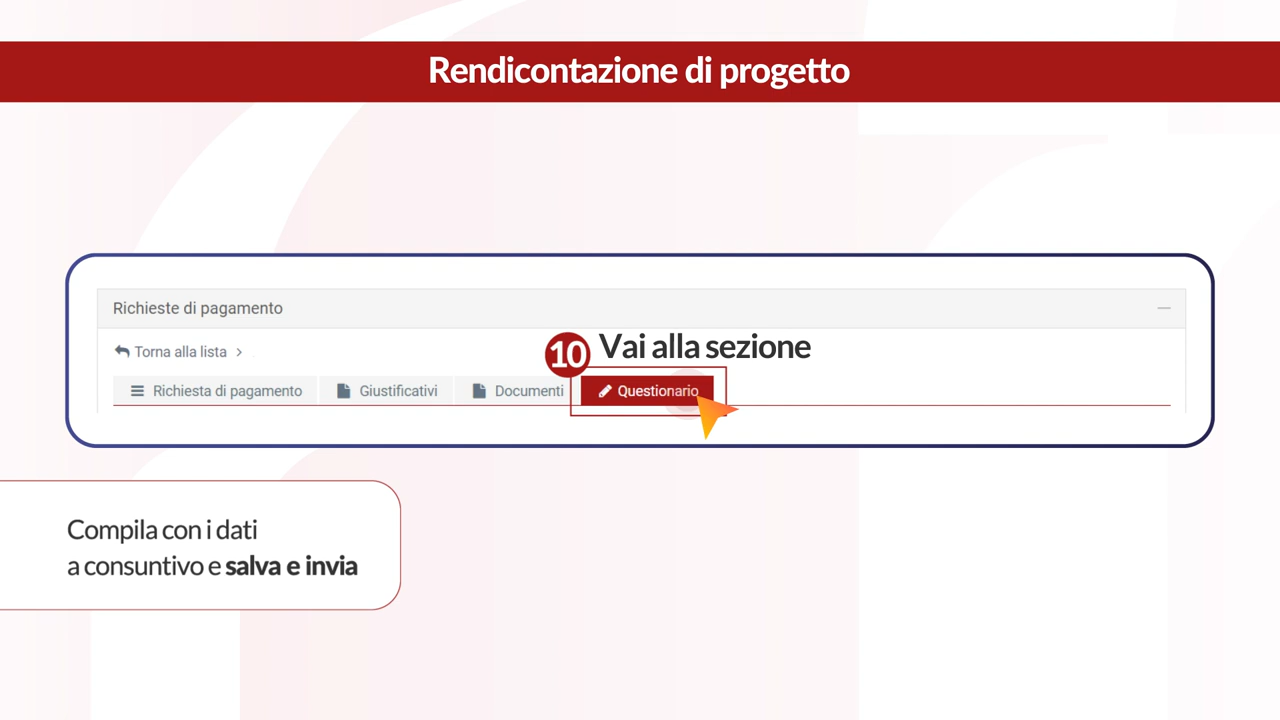 Rendicontazione di progetto
Richieste di pagamento
Torna alla lista
10 Vai alla sezione
Richiesta di pagamento Giustificativi Documenti Questionario
Compila con i dati
a consuntivo e salva e invia